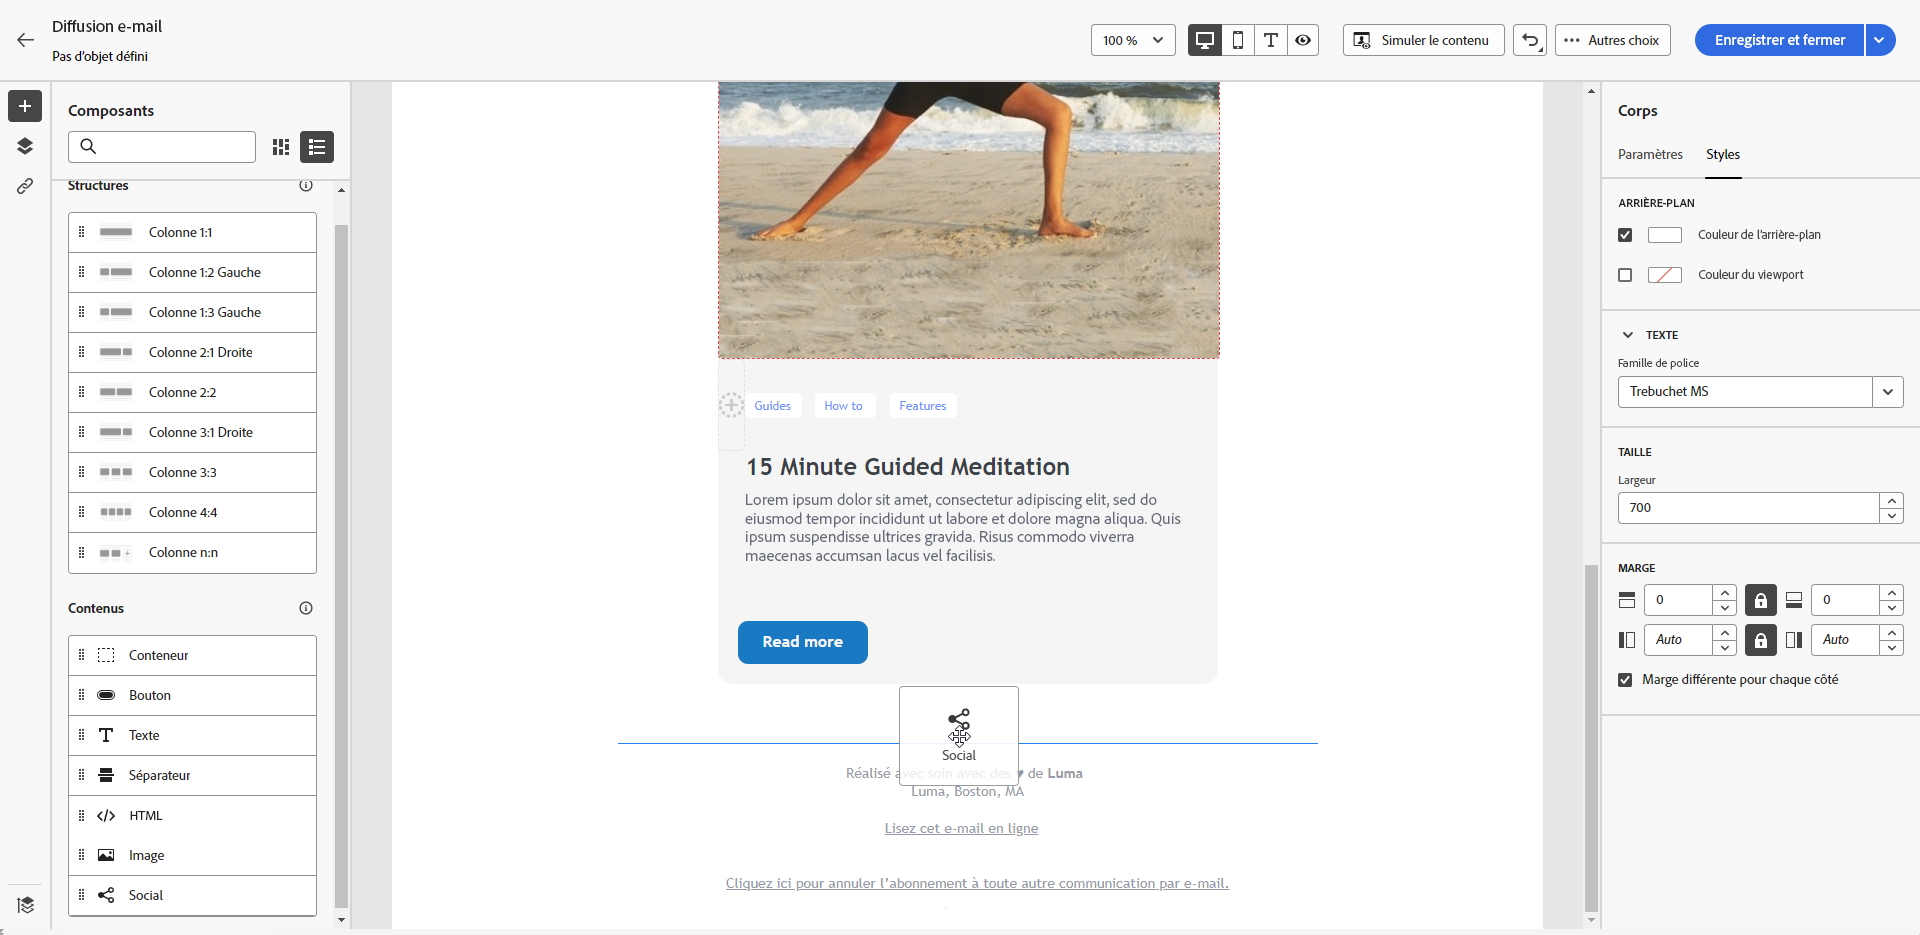 Diffusion e-mail
Pas d'objet défini
100 %
Simuler le contenu
Autres choix
Enregistrer et fermer
Composants
Structures
Colonne 1:1
Colonne 1:2 Gauche
Colonne 1:3 Gauche
Colonne 2:1 Droite
Colonne 2:2
Colonne 3:1 Droite
Colonne 3:3
Colonne 4:4
Colonne n:n
Contenus
Conteneur
Bouton
Texte
Séparateur
HTML
Image
Social
Guides
How to
Features
15 Minute Guided Meditation
Lorem ipsum dolor sit amet, consectetur adipiscing elit, sed do
eiusmod tempor incididunt ut labore et dolore magna aliqua. Quis
ipsum suspendisse ultrices gravida. Risus commodo viverra
maecenas accumsan lacus vel facilisis.
Read more
Social
Réalisé avec soin avec des ♥ de Luma
Luma, Boston, MA
Lisez cet e-mail en ligne
Cliquez ici pour annuler l'abonnement à toute autre communication par e-mail.
Corps
Paramètres
Styles
ARRIÈRE-PLAN
Couleur de l'arrière-plan
Couleur du viewport
TEXTE
Famille de police
Trebuchet MS
TAILLE
Largeur
700
MARGE
0
0
Auto
Auto
Marge différente pour chaque côté